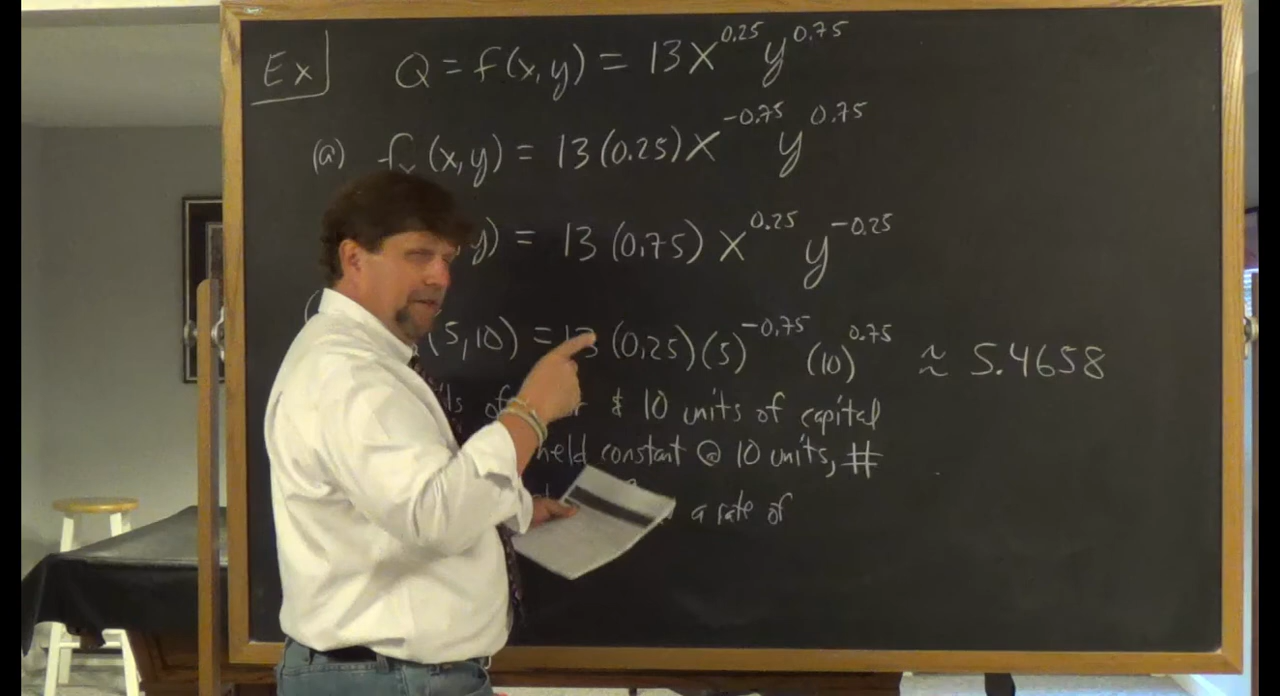 Ex Q = f(x,y) = 13x^0.25 y^0.75
(a) f (x,y) = 13(0.25)x^-0.75 y^0.75
y) = 13(0.75) x^0.25 y^-0.25
(5,10) = 13(0.25)(5)^-0.75 (10)^0.75 ≈ 5.4658
& 10 units of capital
held constant @ 10 units, #
a rate of